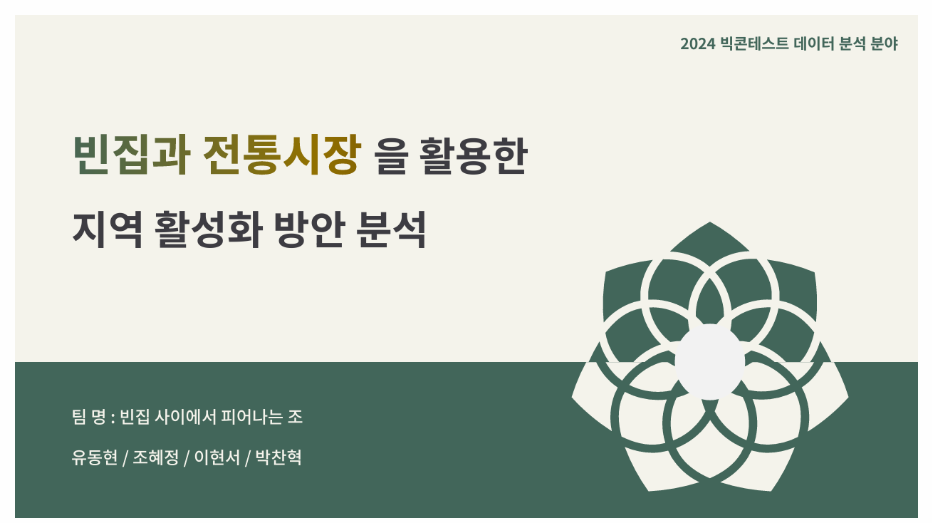 2024 빅콘테스트 데이터 분석 분야
빈집과 전통시장 을 활용한
지역 활성화 방안 분석
팀 명 : 빈집 사이에서 피어나는 조
유동현 / 조혜정 / 이현서 / 박찬혁